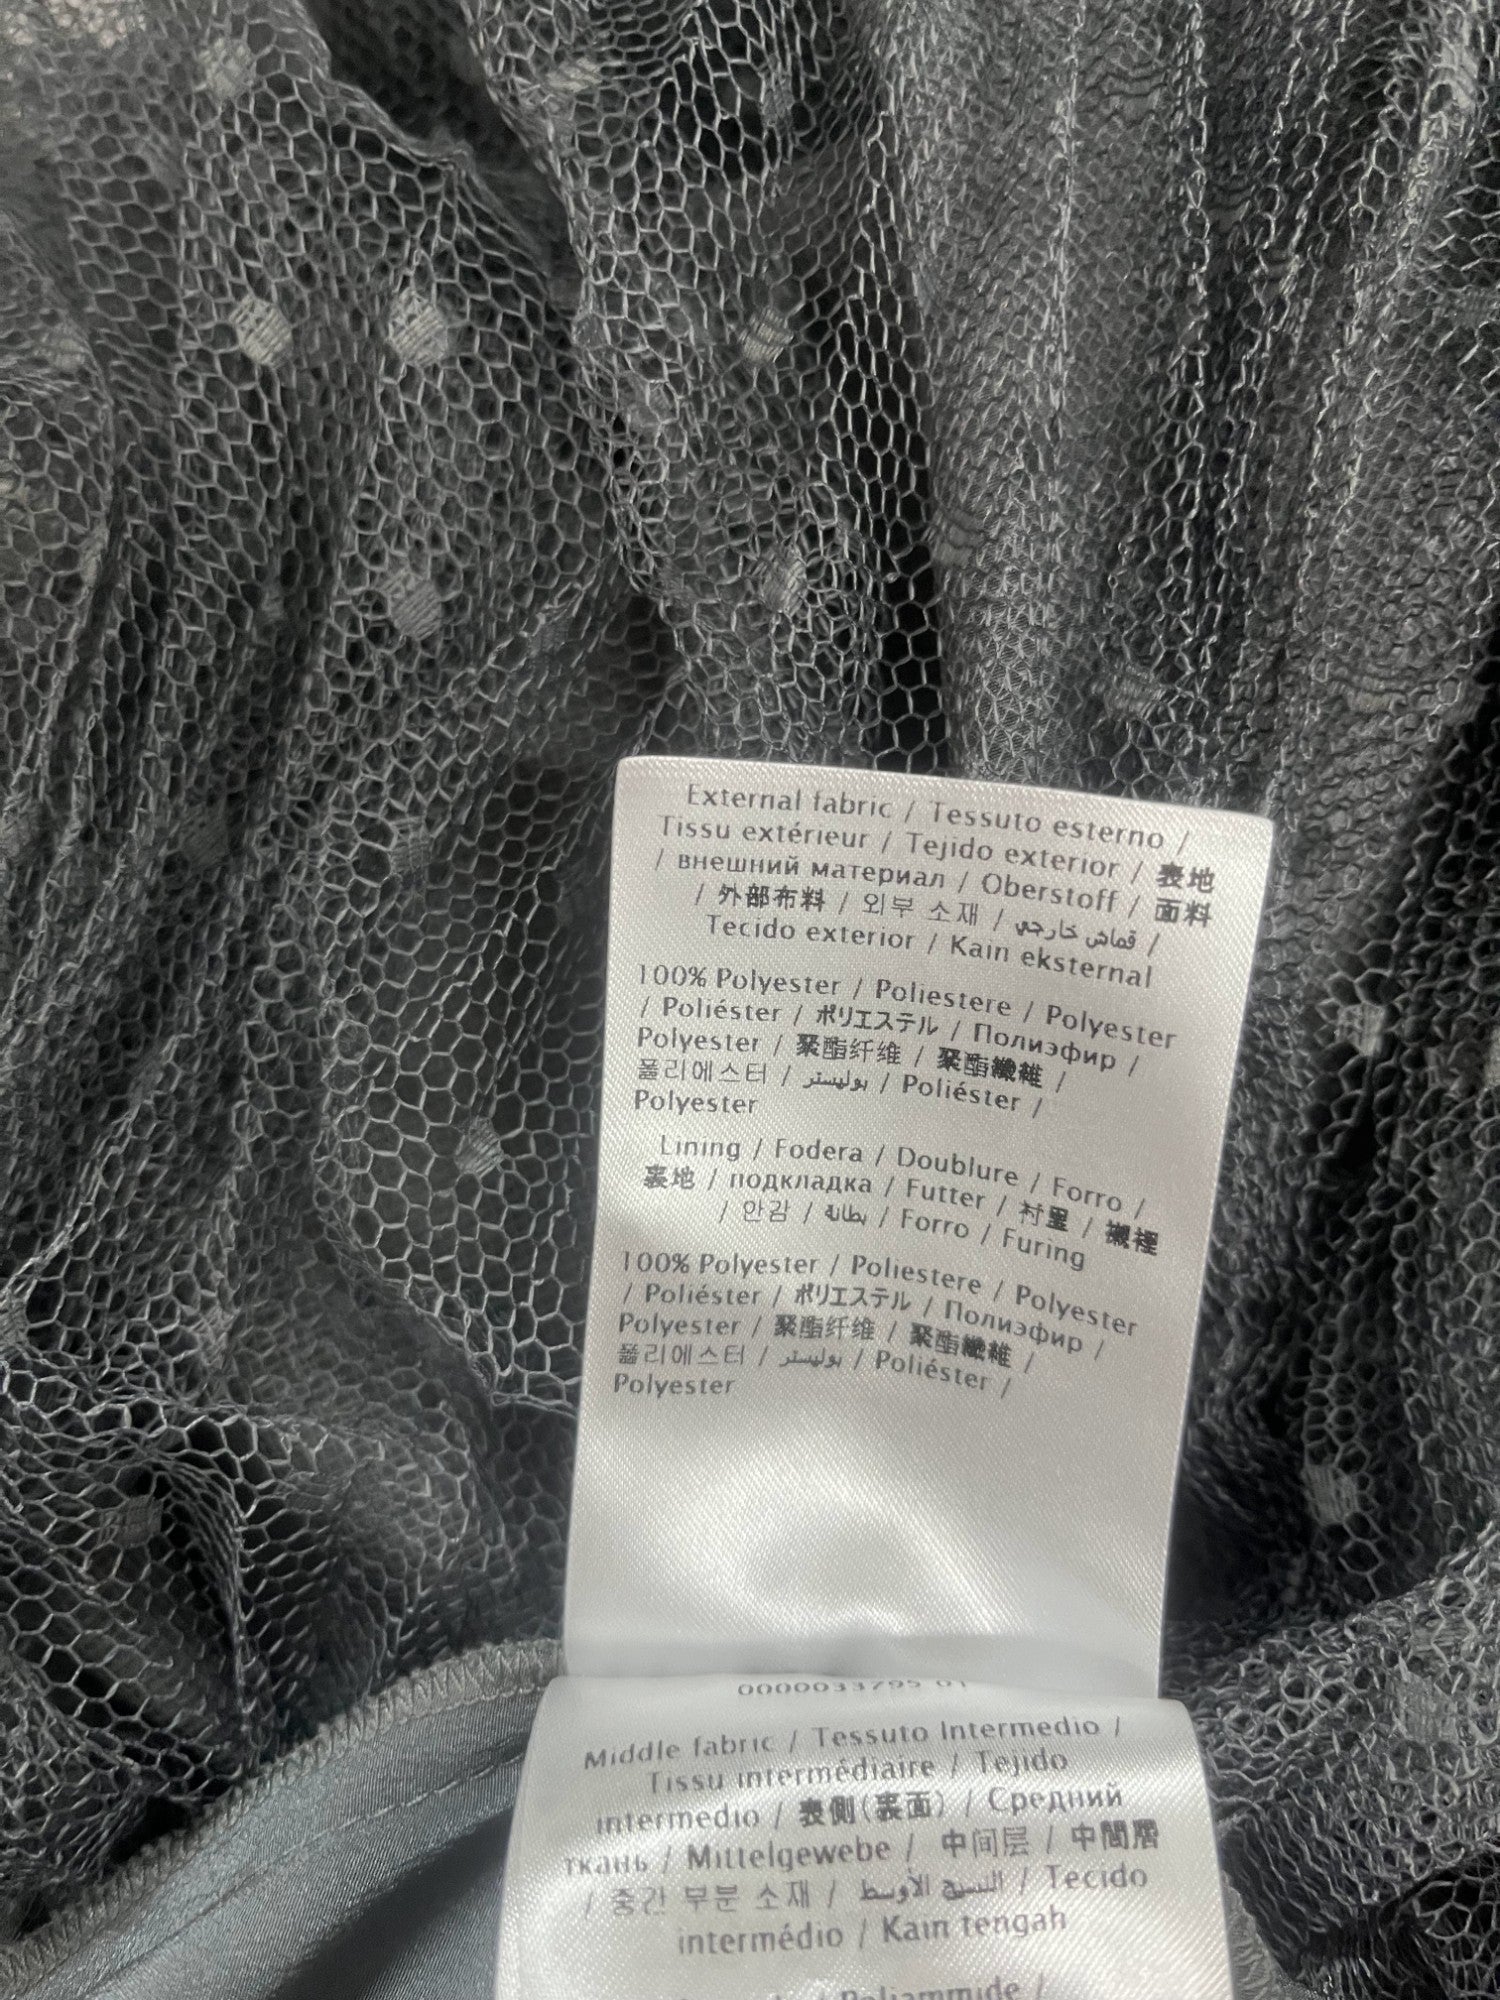 External fabric / Tessuto esterno /
Tissu extérieur / Tejido exterior / 表地
/ внешний материал / Oberstoff / 面料
/ 外部布料 / 외부 소재 / قماش خارجي /
Tecido exterior / Kain eksternal
100% Polyester / Poliestere / Polyester
/ Poliéster / ポリエステル / Полиэфир /
Polyester / 聚酯纤维 / 聚酯纖維 /
폴리에스터 / بوليستر / Poliéster /
Polyester
Lining / Fodera / Doublure / Forro /
裏地 / подкладка / Futter / 衬里 / 襯裡
/ 안감 / بطانة / Forro / Furing
100% Polyester / Poliestere / Polyester
/ Poliéster / ポリエステル / Полиэфир /
Polyester / 聚酯纤维 / 聚酯纖維 /
폴리에스터 / بوليستر / Poliéster /
Polyester
0000033795 01
Middle fabric / Tessuto Intermedio /
Tissu intermédiaire / Tejido
intermedio / 表側(裏面) / Средний
ткань / Mittelgewebe / 中间层 / 中間層
/ 중간 부분 소재 / النسيج الأوسط / Tecido
intermédio / Kain tengah
/ Poliammide /